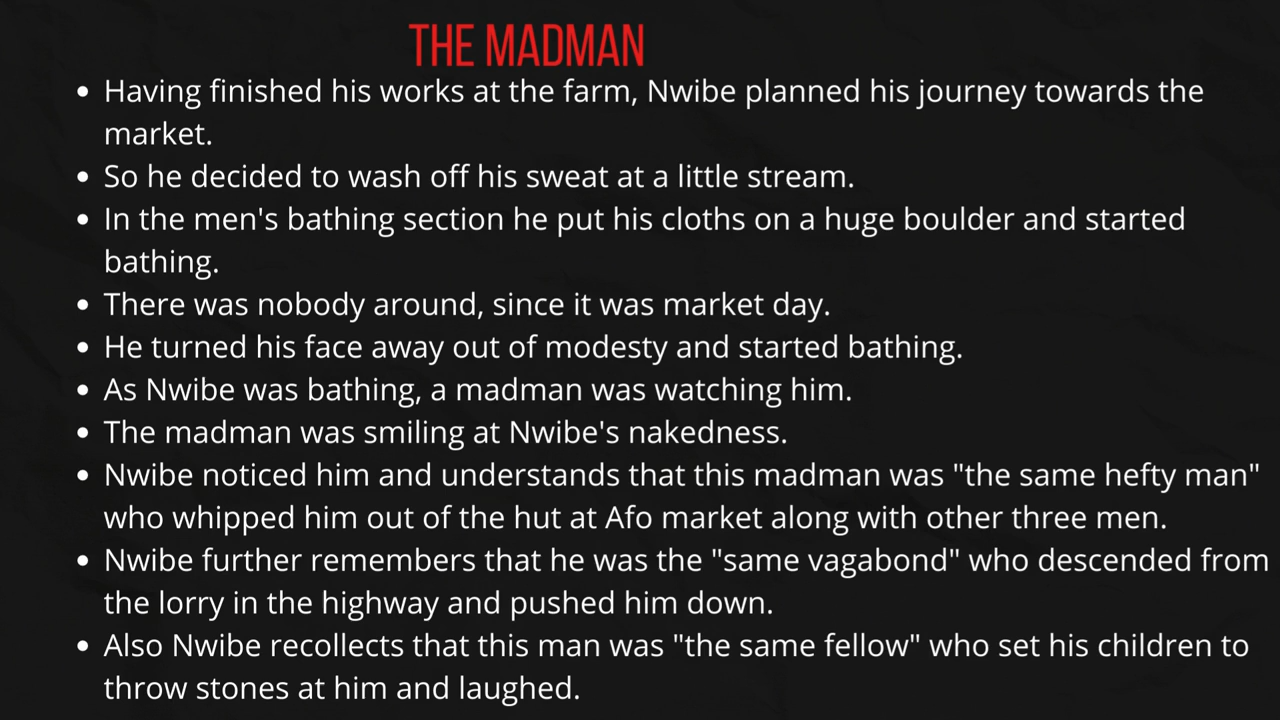 THE MADMAN
• Having finished his works at the farm, Nwibe planned his journey towards the
market.
• So he decided to wash off his sweat at a little stream.
• In the men's bathing section he put his cloths on a huge boulder and started
bathing.
• There was nobody around, since it was market day.
• He turned his face away out of modesty and started bathing.
• As Nwibe was bathing, a madman was watching him.
• The madman was smiling at Nwibe's nakedness.
• Nwibe noticed him and understands that this madman was "the same hefty man"
who whipped him out of the hut at Afo market along with other three men.
• Nwibe further remembers that he was the "same vagabond" who descended from
the lorry in the highway and pushed him down.
• Also Nwibe recollects that this man was "the same fellow" who set his children to
throw stones at him and laughed.